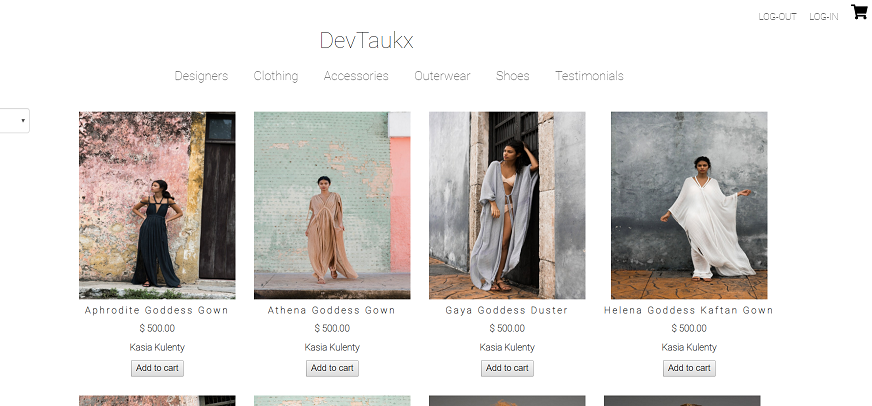 LOG-OUT LOG-IN
DevTaukx
Designers Clothing Accessories Outerwear Shoes Testimonials
Aphrodite Goddess Gown
$ 500.00
Kasia Kulenty
Add to cart
Athena Goddess Gown
$ 500.00
Kasia Kulenty
Add to cart
Gaya Goddess Duster
$ 500.00
Kasia Kulenty
Add to cart
Helena Goddess Kaftan Gown
$ 500.00
Kasia Kulenty
Add to cart